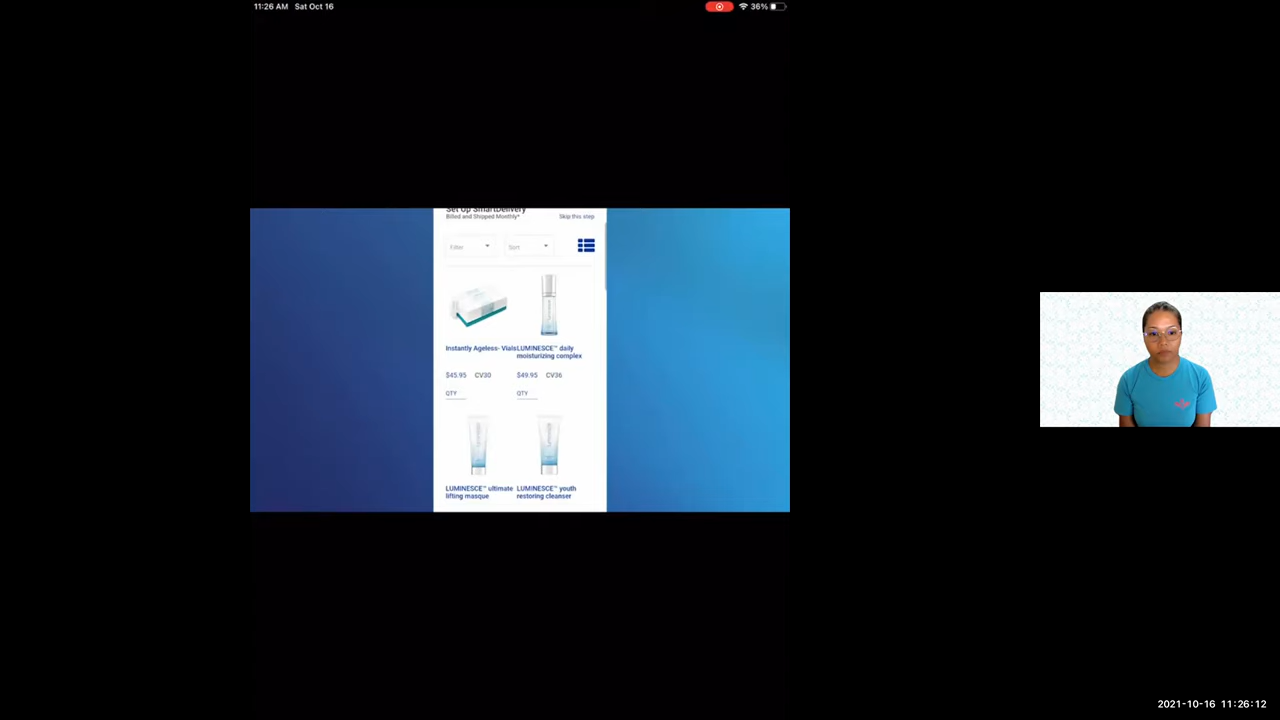 11:26 AM Sat Oct 16
36%
Set Up SmartDelivery
Billed and Shipped Monthly*
Skip this step
Filter
Sort
Instantly Ageless- Vials
$45.95 CV30
QTY
LUMINESCE™ daily
moisturizing complex
$49.95 CV36
QTY
LUMINESCE™ ultimate
lifting masque
LUMINESCE™ youth
restoring cleanser
2021-10-16 11:26:12